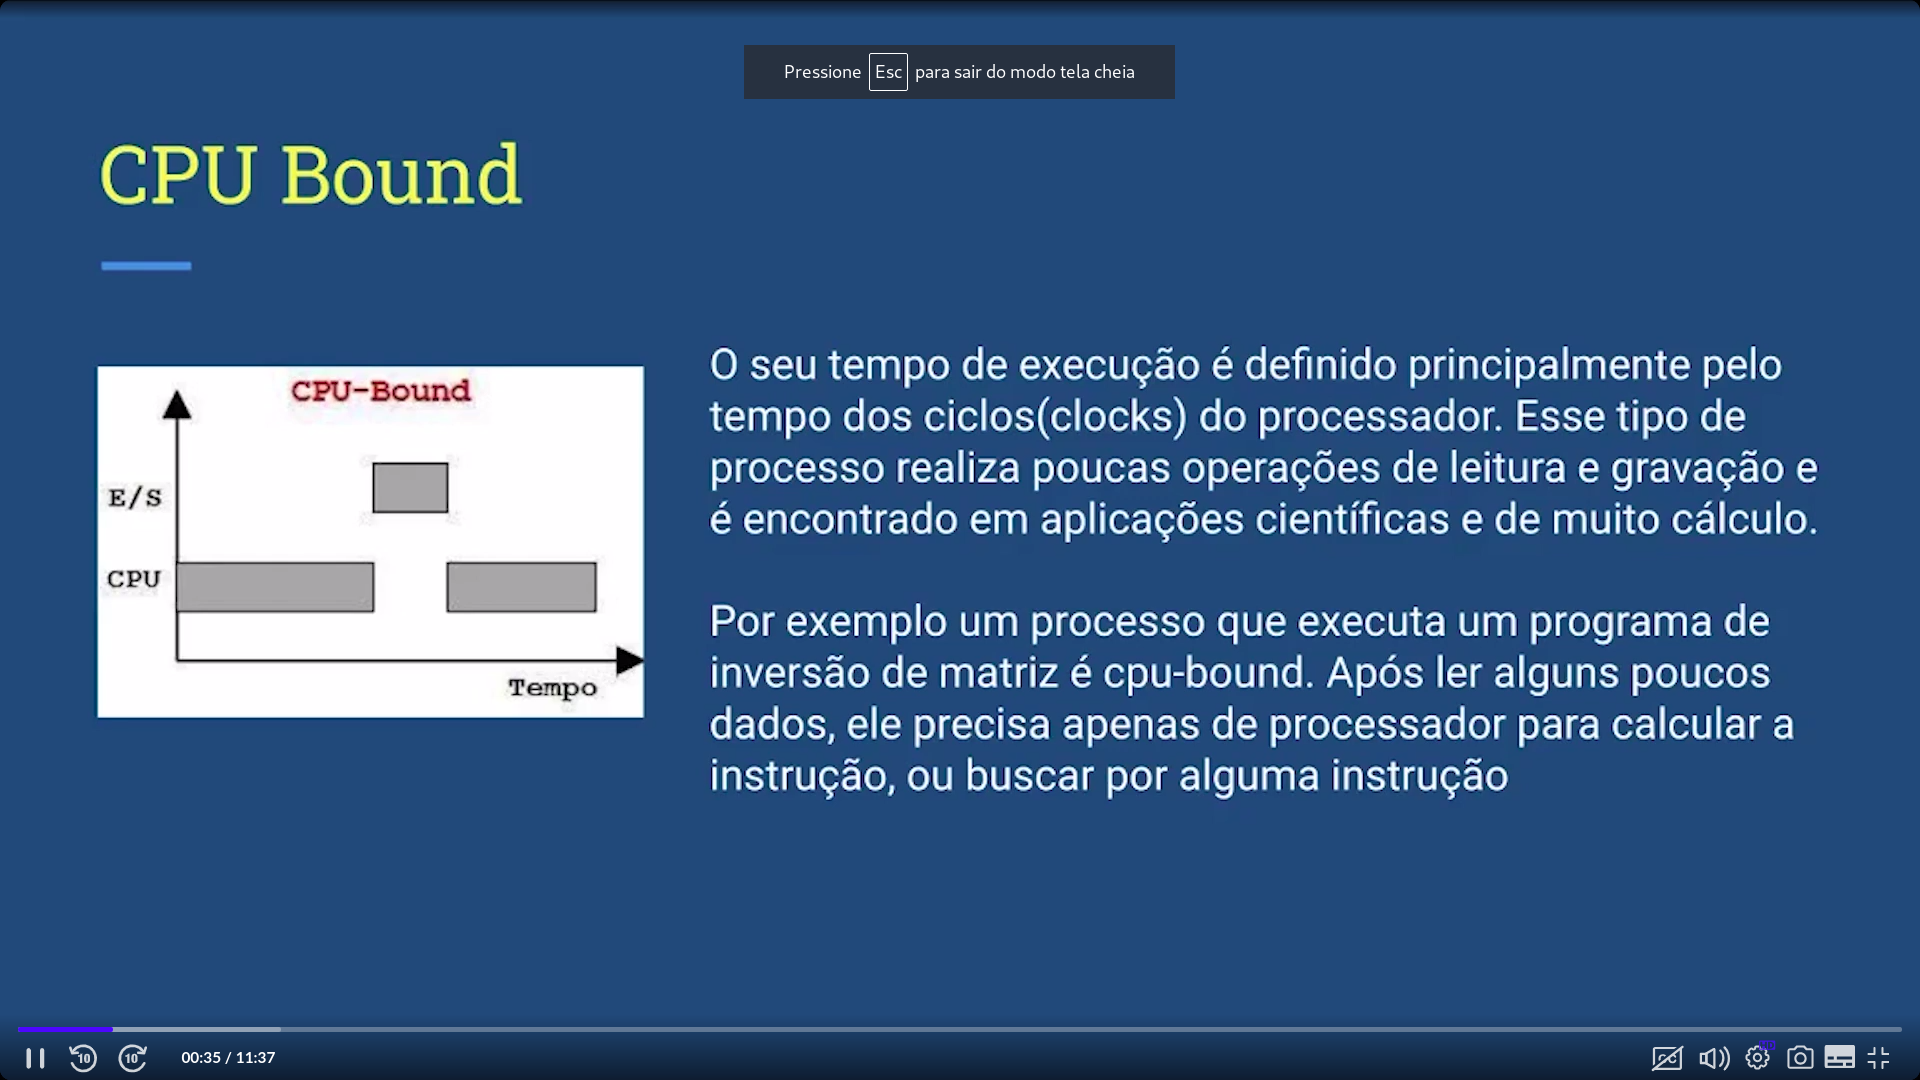 Pressione Esc para sair do modo tela cheia
CPU Bound
CPU-Bound
E/S
CPU
Tempo
O seu tempo de execução é definido principalmente pelo
tempo dos ciclos(clocks) do processador. Esse tipo de
processo realiza poucas operações de leitura e gravação e
é encontrado em aplicações científicas e de muito cálculo.
Por exemplo um processo que executa um programa de
inversão de matriz é cpu-bound. Após ler alguns poucos
dados, ele precisa apenas de processador para calcular a
instrução, ou buscar por alguma instrução
10
10
00:35 / 11:37
CC